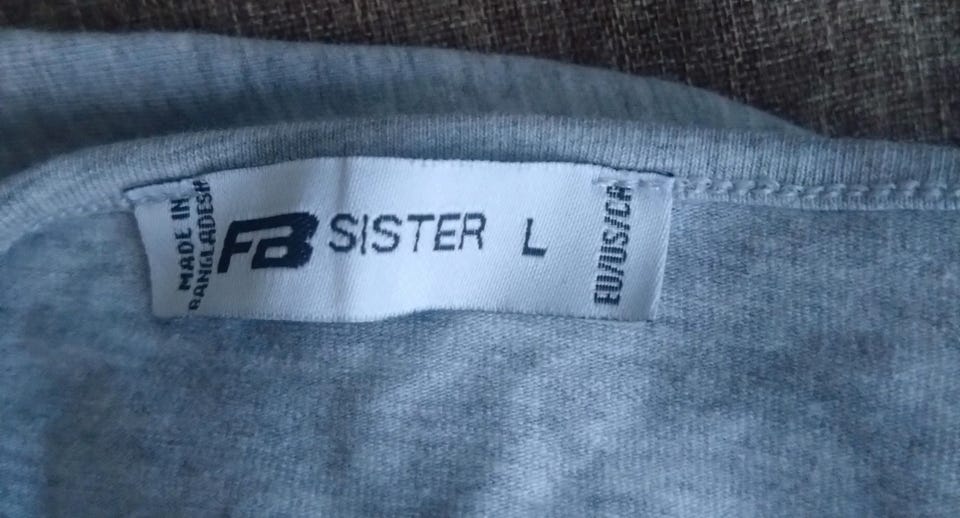 MADE IN
BANGLADESH
FB SISTER L
EU/US/CA